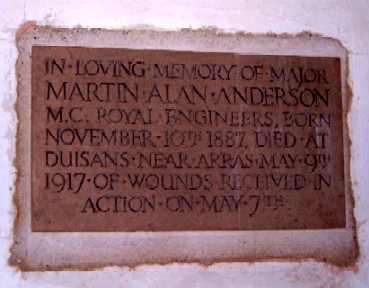 IN · LOVING · MEMORY · OF · MAJOR
MARTIN · ALAN · ANDERSON
M.C. ROYAL · ENGINEERS, BORN
NOVEMBER · 10TH 1887. DIED · AT
DUISANS · NEAR · ARRAS · MAY · 9TH
1917 · OF · WOUNDS · RECEIVED · IN
ACTION · ON · MAY · 7TH